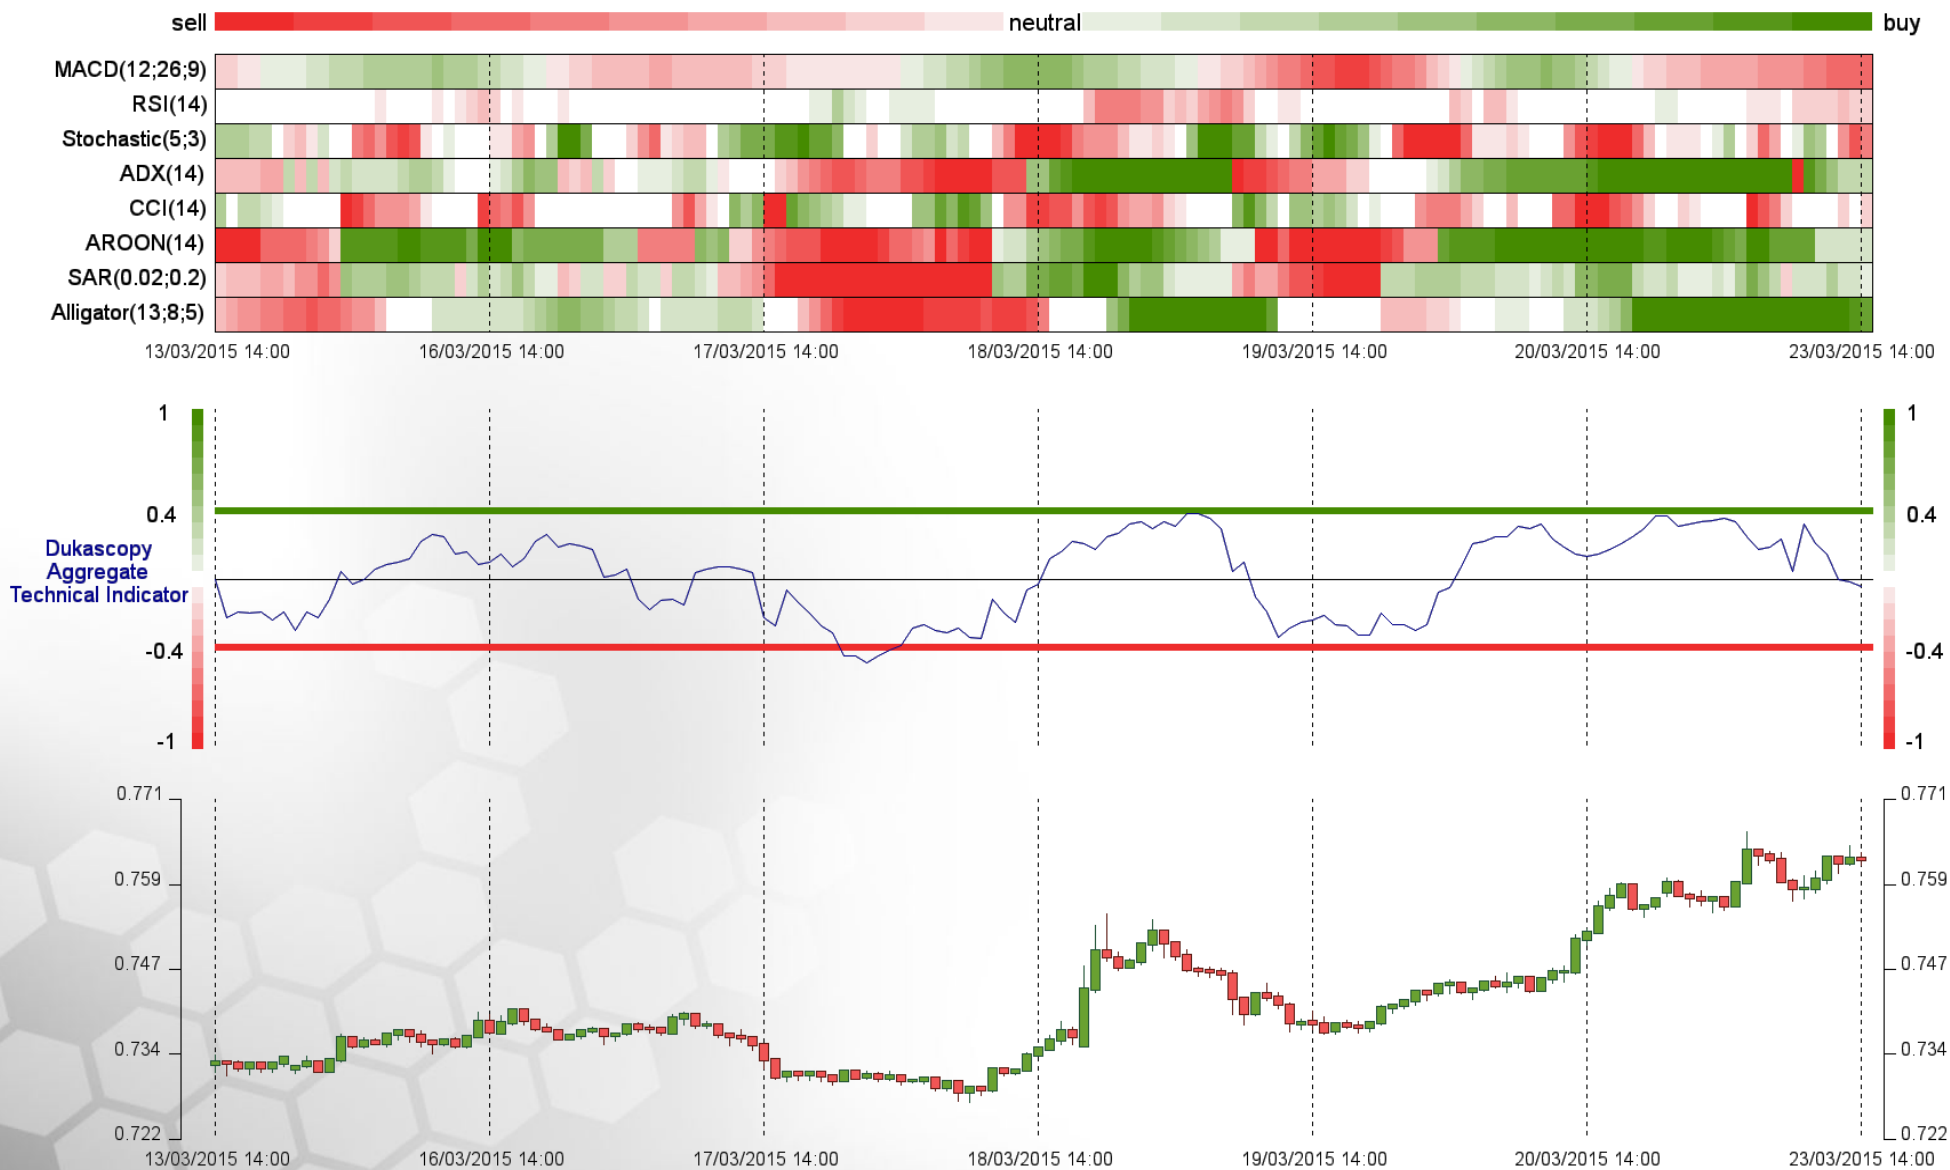 sell neutral buy
MACD(12;26;9)
RSI(14)
Stochastic(5;3)
ADX(14)
CCI(14)
AROON(14)
SAR(0.02;0.2)
Alligator(13;8;5)
13/03/2015 14:00 16/03/2015 14:00 17/03/2015 14:00 18/03/2015 14:00 19/03/2015 14:00 20/03/2015 14:00 23/03/2015 14:00
1 1
0.4 0.4
Dukascopy
Aggregate
Technical Indicator
-0.4 -0.4
-1 -1
0.771 0.771
0.759 0.759
0.747 0.747
0.734 0.734
0.722 0.722
13/03/2015 14:00 16/03/2015 14:00 17/03/2015 14:00 18/03/2015 14:00 19/03/2015 14:00 20/03/2015 14:00 23/03/2015 14:00